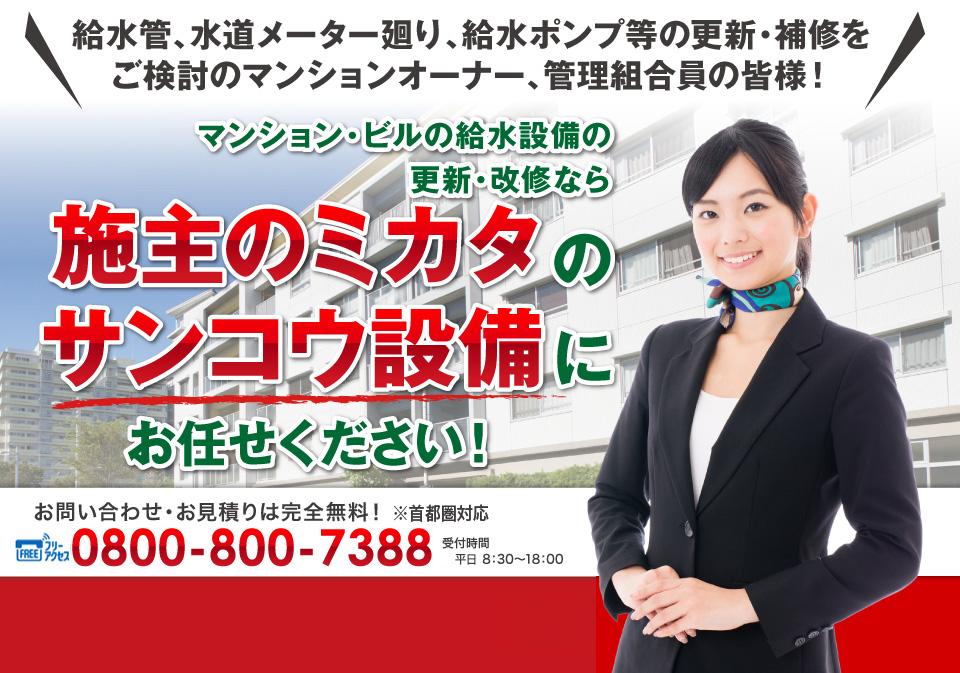 給水管、水道メーター廻り、給水ポンプ等の更新・補修を
ご検討のマンションオーナー、管理組合員の皆様！
マンション・ビルの給水設備の
更新・改修なら
施主のミカタの
サンコウ設備に
お任せください！
お問い合わせ・お見積りは完全無料！ ※首都圏対応
FREE フリーアクセス 0800-800-7388 受付時間 平日 8：30〜18：00